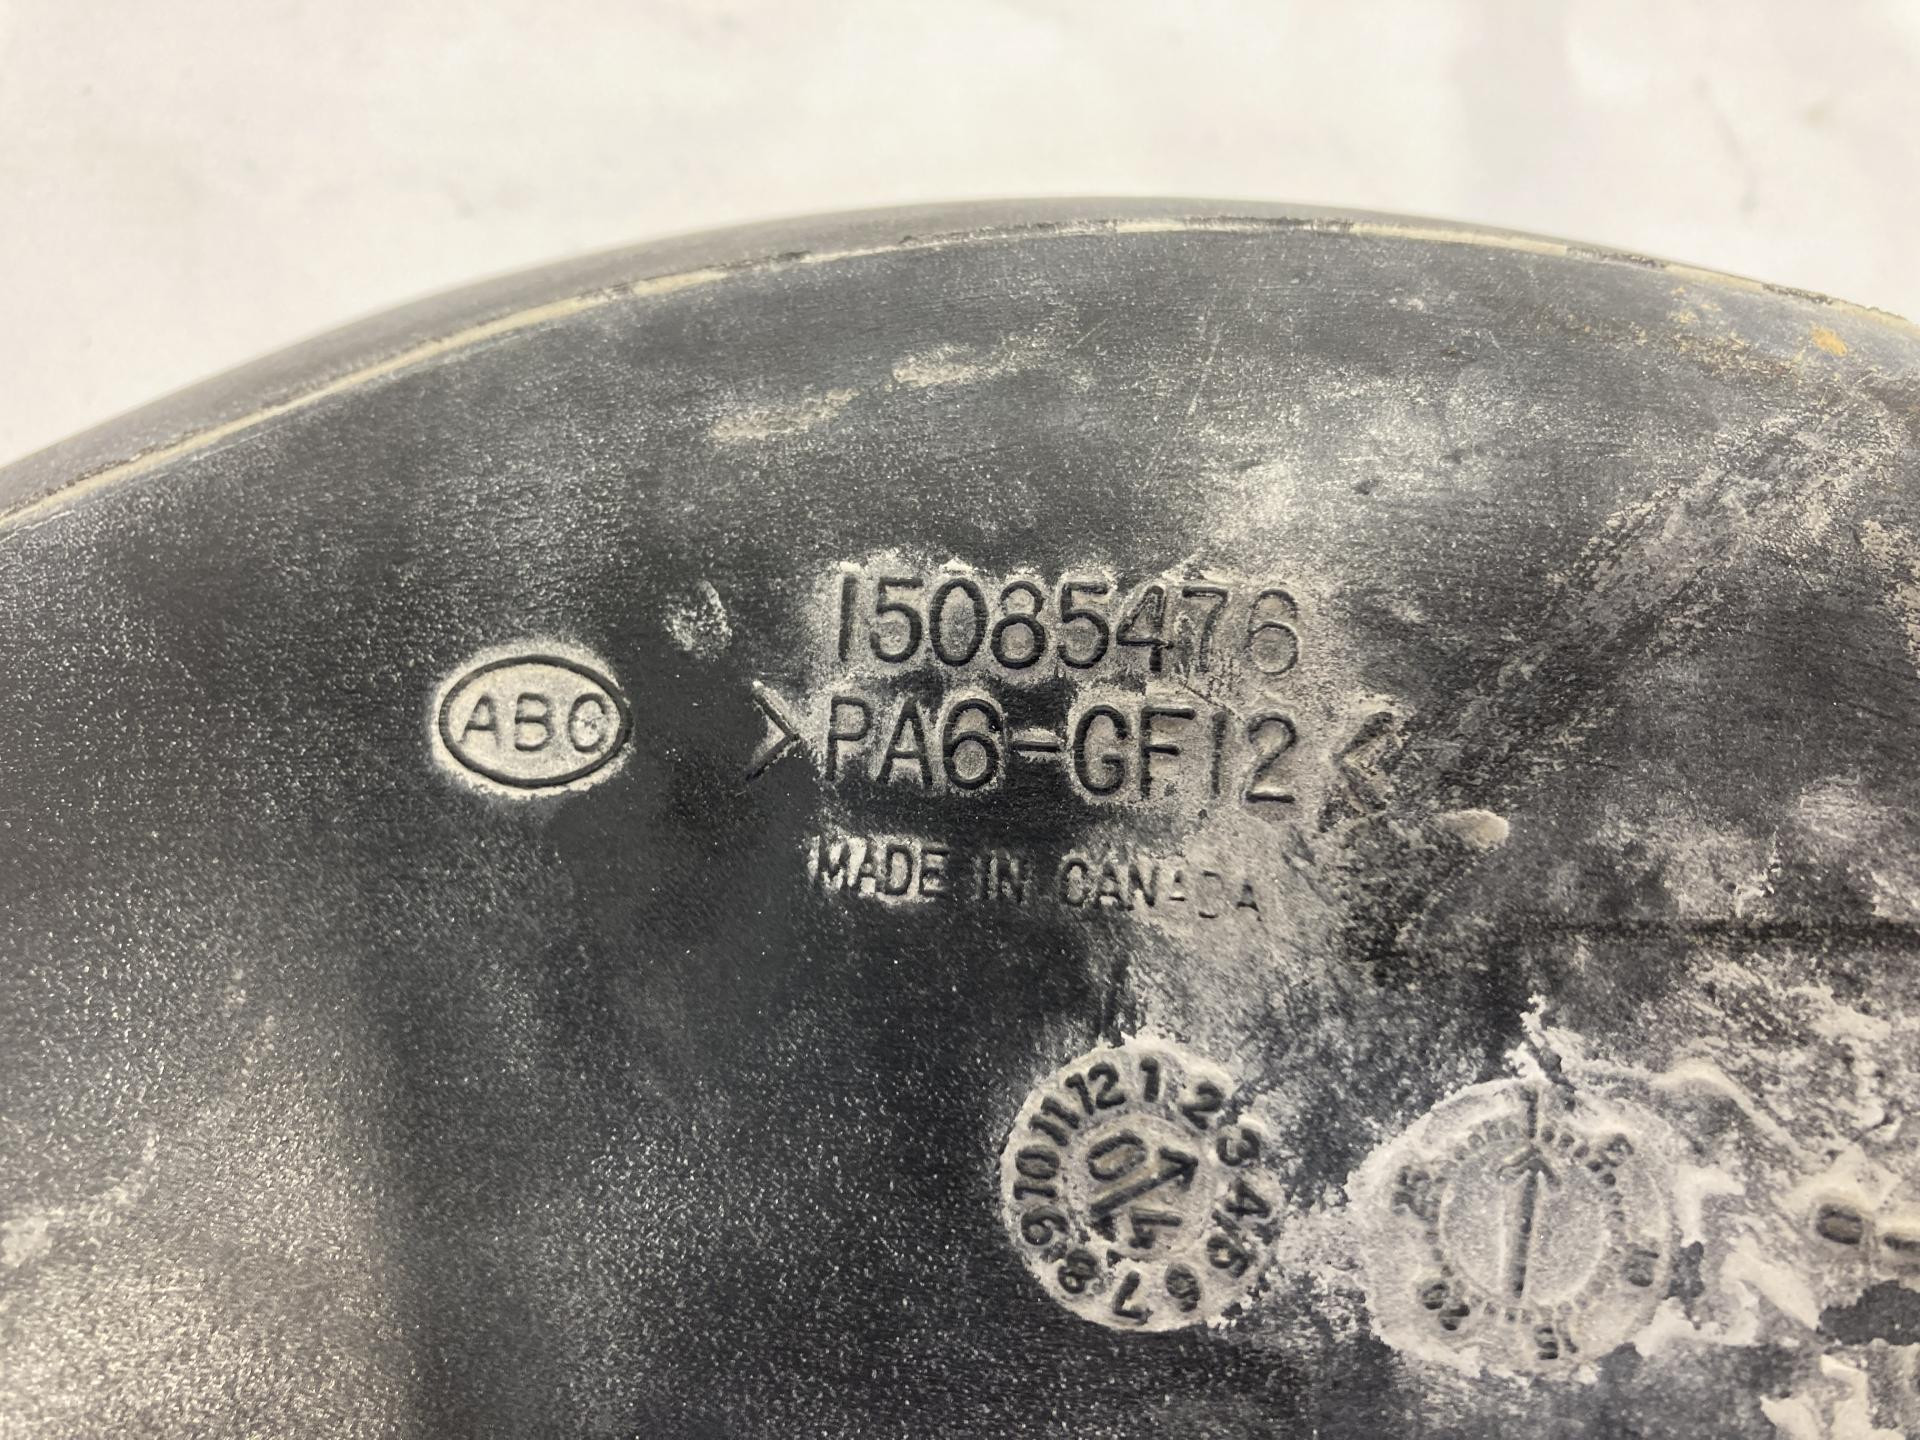 15085476
ABC
>PA6-GF12<
MADE IN CANADA
12 1 2 3 4 5 6 7 8 9 10 11
04